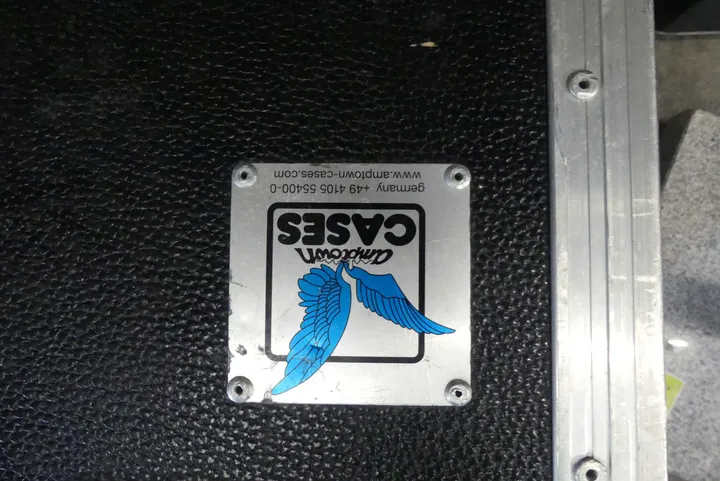 amptown
CASES
germany +49 4105 55400-0
www.amptown-cases.com